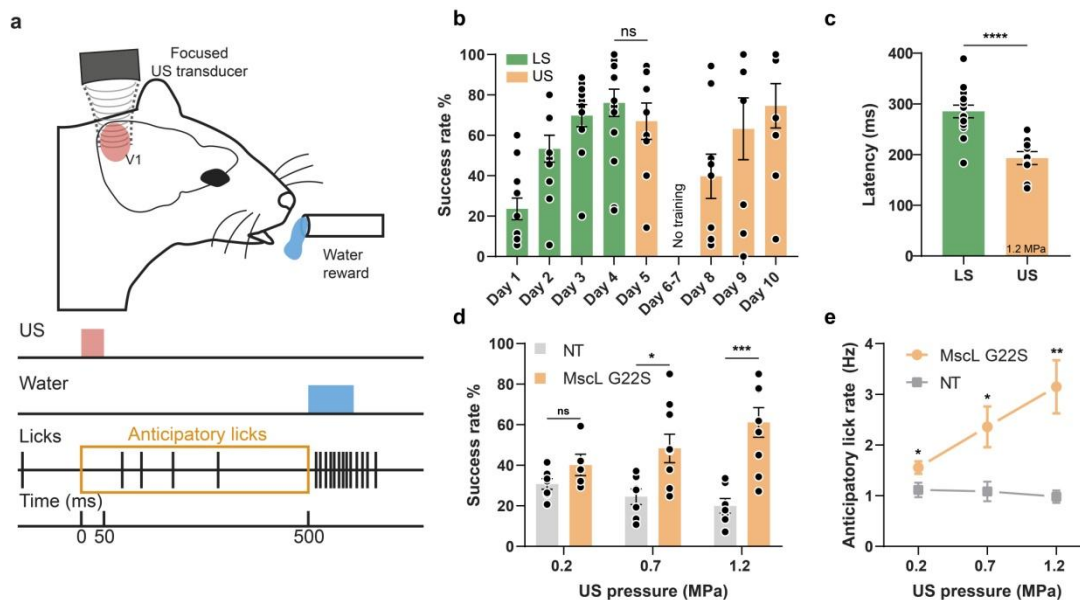 a
Focused
US transducer
V1
Water
reward
US
Water
Licks
Anticipatory licks
Time (ms)
0 50 500
b
Success rate %
100
80
60
40
20
0
LS
US
ns
No training
Day 1
Day 2
Day 3
Day 4
Day 5
Day 6-7
Day 8
Day 9
Day 10
c
Latency (ms)
400
300
200
100
0
****
1.2 MPa
LS US
d
Success rate %
100
80
60
40
20
0
NT
MscL G22S
ns
*
***
0.2 0.7 1.2
US pressure (MPa)
e
Anticipatory lick rate (Hz)
4
3
2
1
0
MscL G22S
NT
*
*
**
0.2 0.7 1.2
US pressure (MPa)